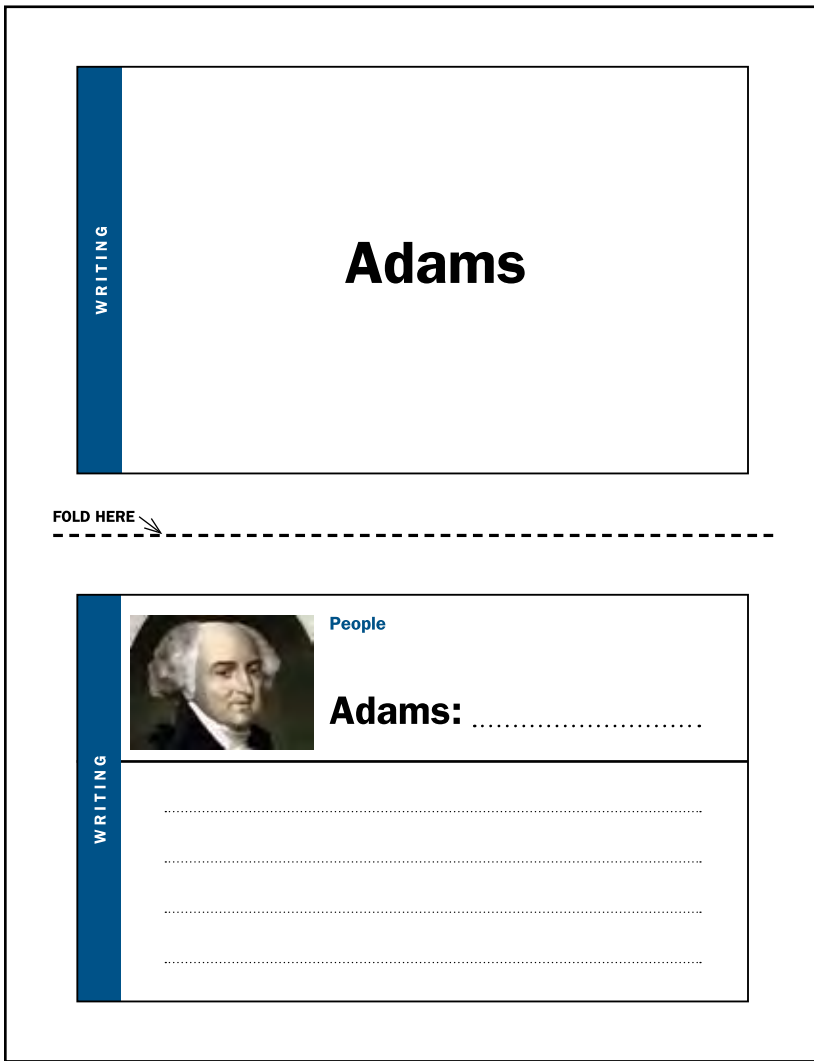 WRITING
Adams
FOLD HERE
WRITING
People
Adams: